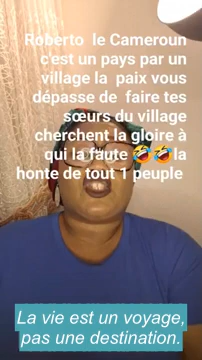 Roberto le Cameroun
c'est un pays par un
village la paix vous
dépasse de faire tes
sœurs du village
cherchent la gloire à
qui la faute 🤣🤣la
honte de tout 1 peuple
La vie est un voyage,
pas une destination.